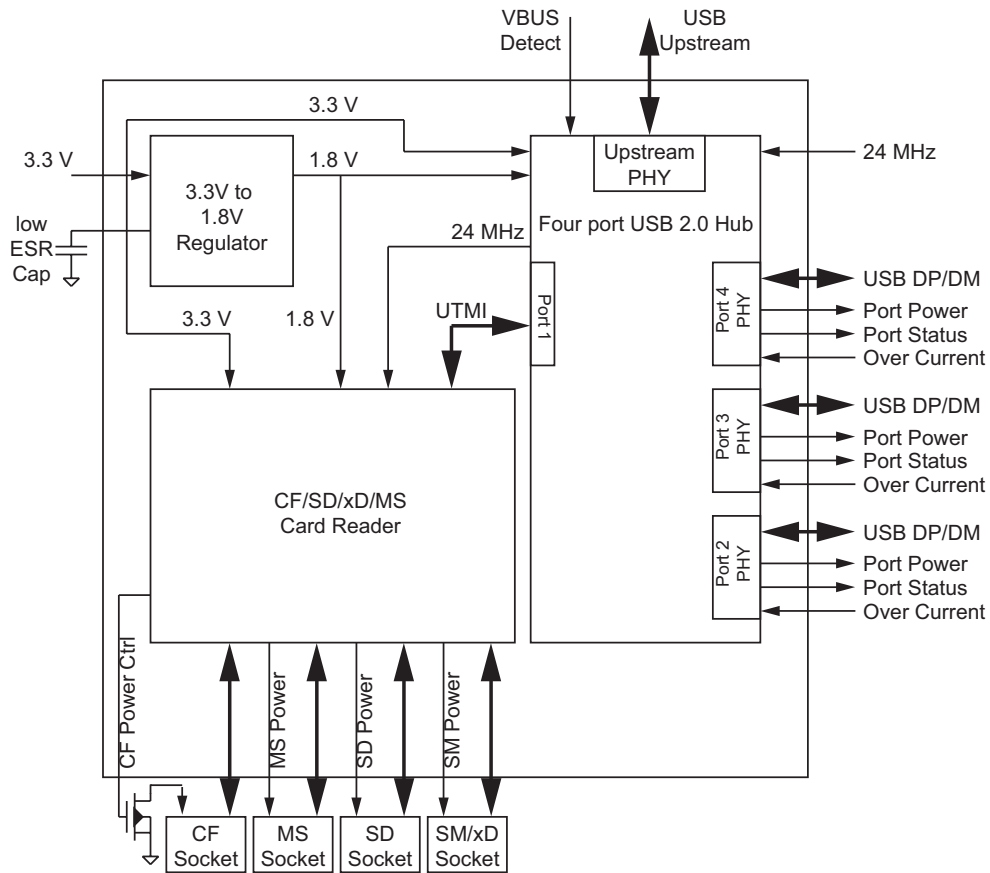 VBUS
Detect
USB
Upstream
3.3 V
3.3 V
1.8 V
Upstream
PHY
24 MHz
3.3V to
1.8V
Regulator
low
ESR
Cap
Four port USB 2.0 Hub
24 MHz
3.3 V
1.8 V
UTMI
Port 1
Port 4
PHY
USB DP/DM
Port Power
Port Status
Over Current
Port 3
PHY
USB DP/DM
Port Power
Port Status
Over Current
CF/SD/xD/MS
Card Reader
Port 2
PHY
USB DP/DM
Port Power
Port Status
Over Current
CF Power Ctrl
MS Power
SD Power
SM Power
CF
Socket
MS
Socket
SD
Socket
SM/xD
Socket